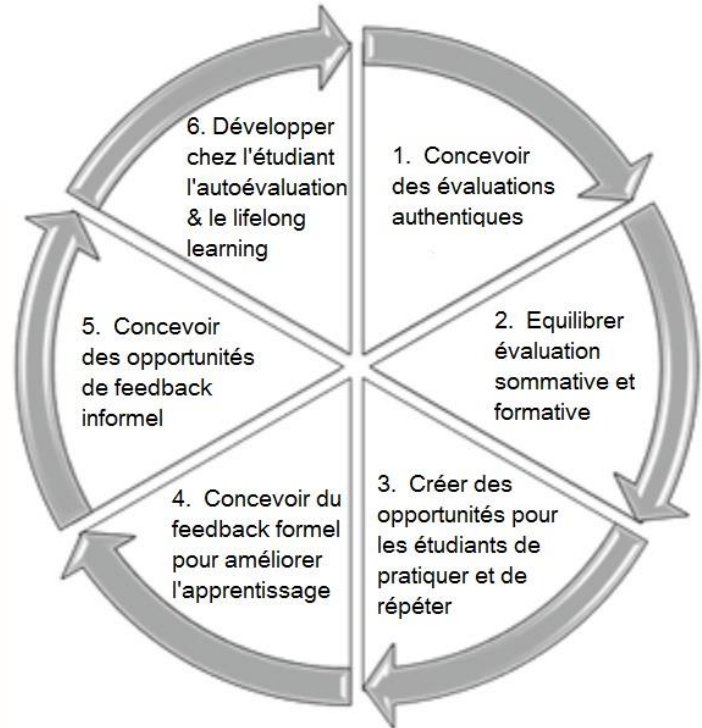 1. Concevoir
des évaluations
authentiques
2. Equilibrer
évaluation
sommative et
formative
3. Créer des
opportunités pour
les étudiants de
pratiquer et de
répéter
4. Concevoir du
feedback formel
pour améliorer
l'apprentissage
5. Concevoir
des opportunités
de feedback
informel
6. Développer
chez l'étudiant
l'autoévaluation
& le lifelong
learning